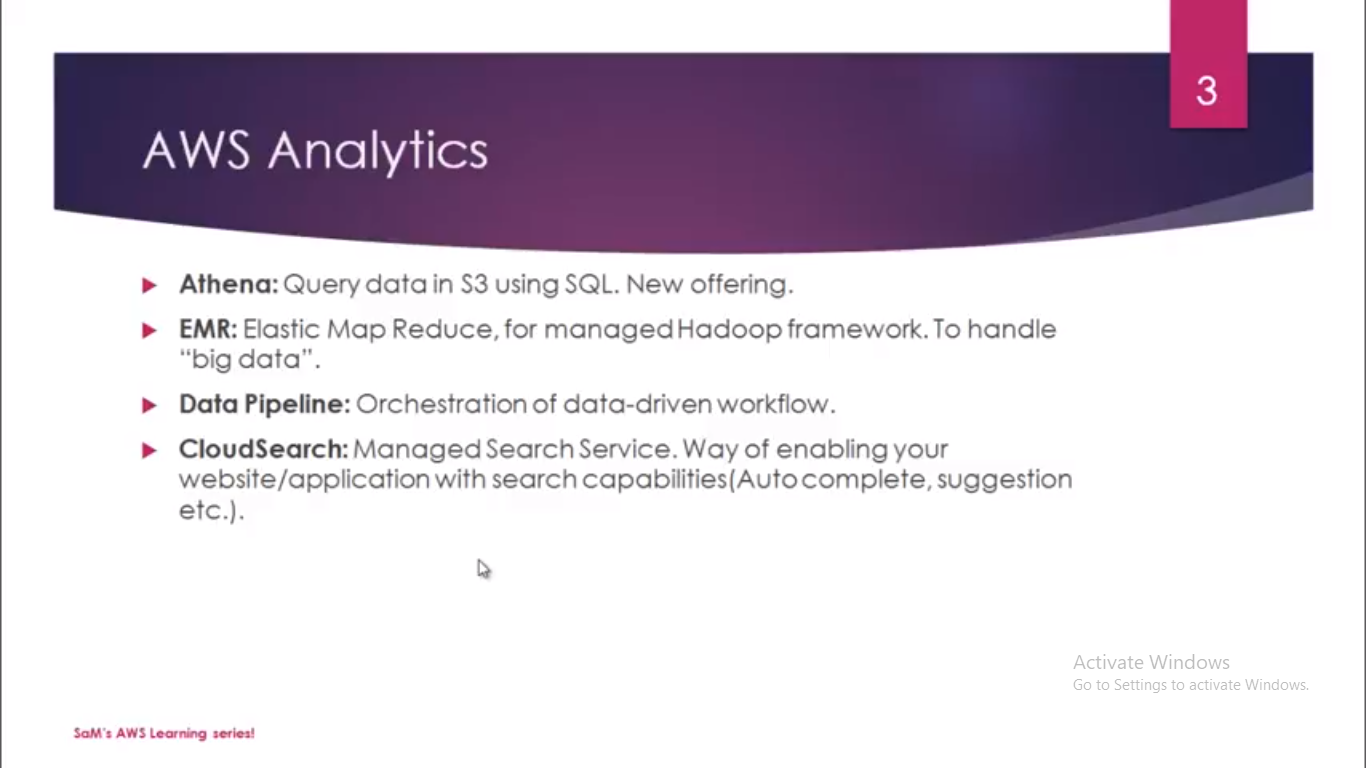 3
AWS Analytics
Athena: Query data in S3 using SQL. New offering.
EMR: Elastic Map Reduce, for managed Hadoop framework. To handle
“big data”.
Data Pipeline: Orchestration of data-driven workflow.
CloudSearch: Managed Search Service. Way of enabling your
website/application with search capabilities(Auto complete, suggestion
etc.).
Activate Windows
Go to Settings to activate Windows.
SaM's AWS Learning series!